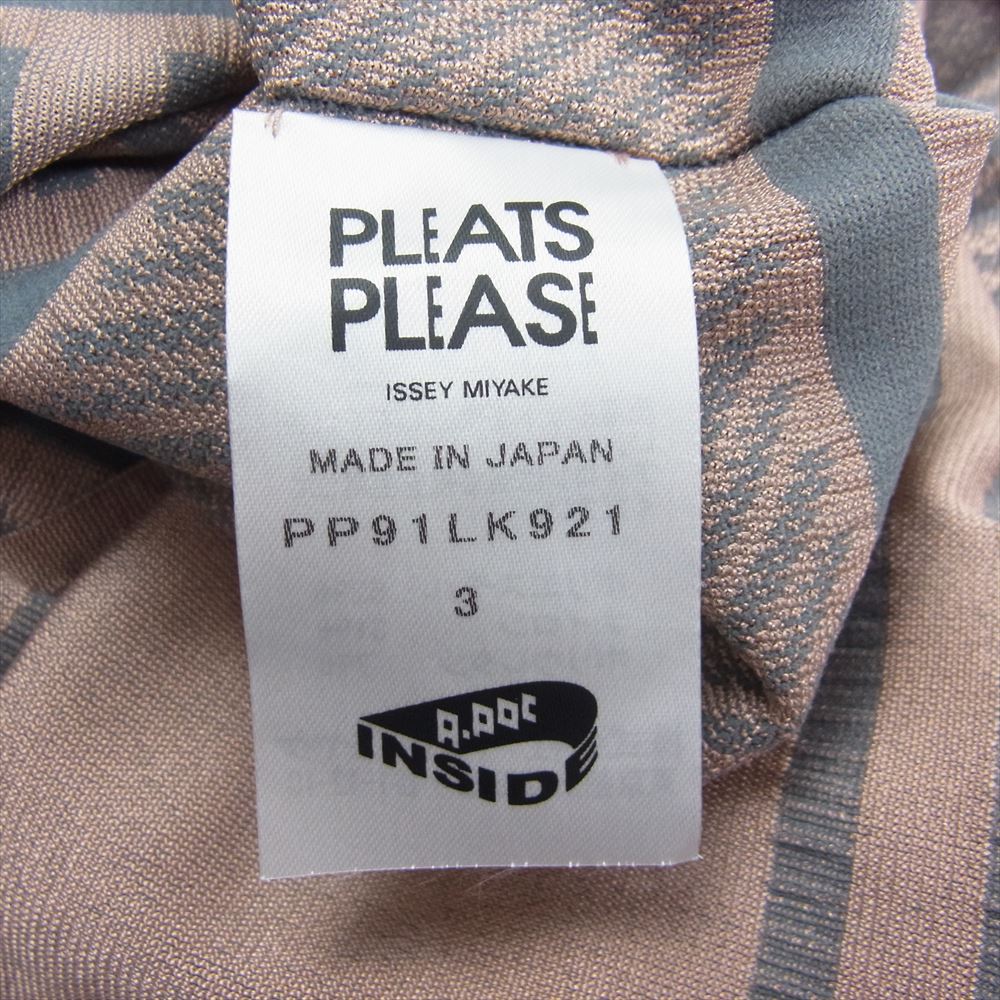 PLEATS
PLEASE
ISSEY MIYAKE
MADE IN JAPAN
PP91LK921
3
A.POC
INSIDE